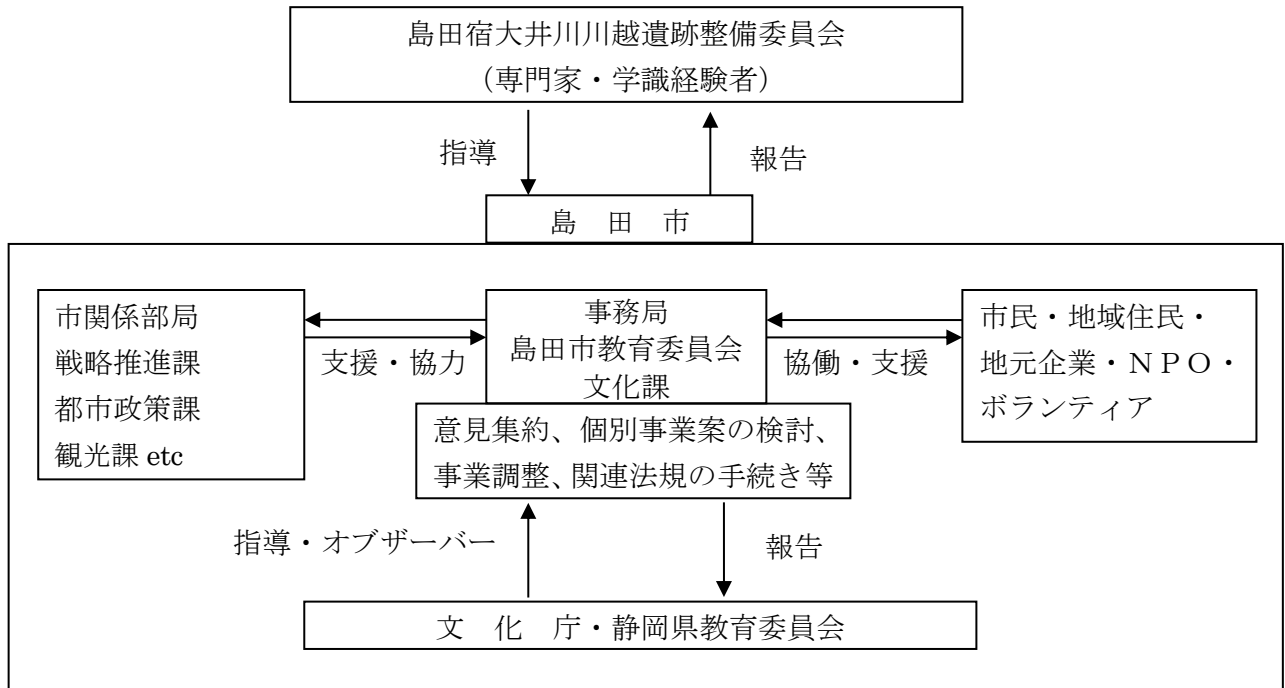 島田宿大井川川越遺跡整備委員会
（専門家・学識経験者）
指導
報告
島　田　市
市関係部局
戦略推進課
都市政策課
観光課 etc
支援・協力
事務局
島田市教育委員会
文化課
協働・支援
市民・地域住民・
地元企業・ＮＰＯ・
ボランティア
意見集約、個別事業案の検討、
事業調整、関連法規の手続き等
指導・オブザーバー
報告
文　化　庁・静岡県教育委員会